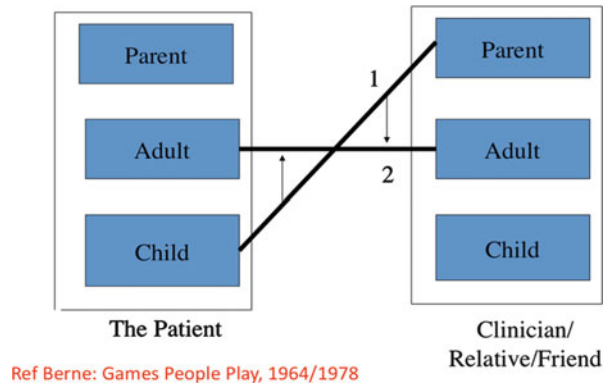 Parent
Adult
Child
The Patient
1
2
Parent
Adult
Child
Clinician/
Relative/Friend
Ref Berne: Games People Play, 1964/1978